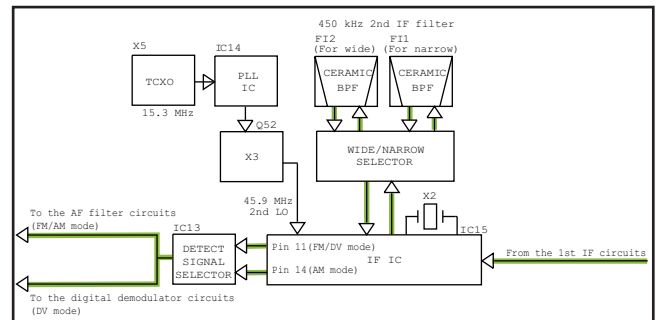 450 kHz 2nd IF filter
FI2
(For wide)
FI1
(For narrow)
X5
IC14
TCXO
PLL
IC
CERAMIC
BPF
CERAMIC
BPF
15.3 MHz
Q52
X3
WIDE/NARROW
SELECTOR
45.9 MHz
2nd LO
X2
IC15
To the AF filter circuits
(FM/AM mode)
IC13
DETECT
SIGNAL
SELECTOR
Pin 11(FM/DV mode)
IF IC
Pin 14(AM mode)
From the 1st IF circuits
To the digital demodulator circuits
(DV mode)